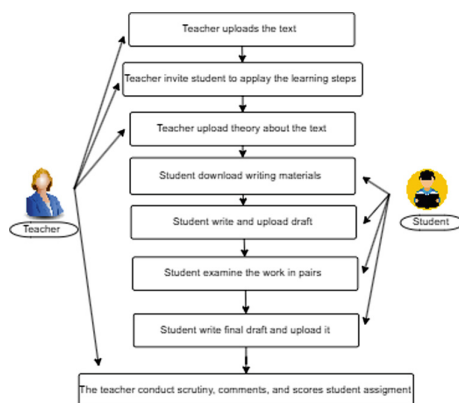 Teacher uploads the text
Teacher invite student to applay the learning steps
Teacher upload theory about the text
Student download writing materials
Teacher
Student
Student write and upload draft
Student examine the work in pairs
Student write final draft and upload it
The teacher conduct scrutiny, comments, and scores student assigment